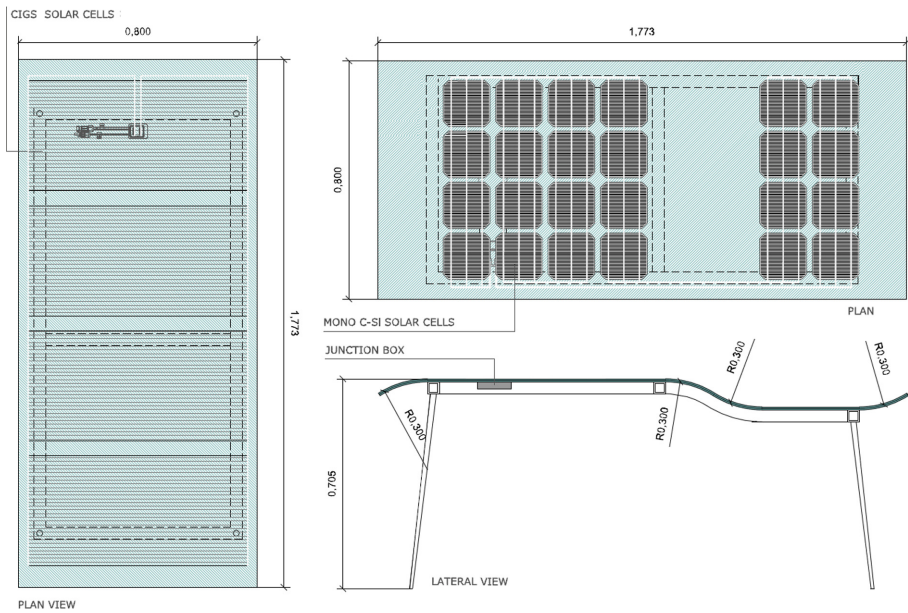 CIGS SOLAR CELLS
0,800
1,773
PLAN VIEW
1,773
0,800
MONO C-SI SOLAR CELLS
PLAN
JUNCTION BOX
R0,300
R0,300
R0,300
R0,300
0,705
LATERAL VIEW